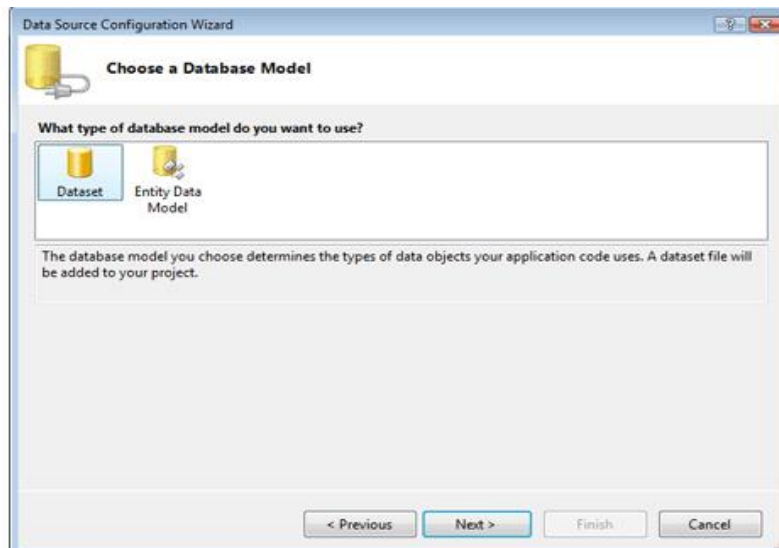 Data Source Configuration Wizard
Choose a Database Model
What type of database model do you want to use?
Dataset
Entity Data
Model
The database model you choose determines the types of data objects your application code uses. A dataset file will
be added to your project.
< Previous
Next >
Finish
Cancel